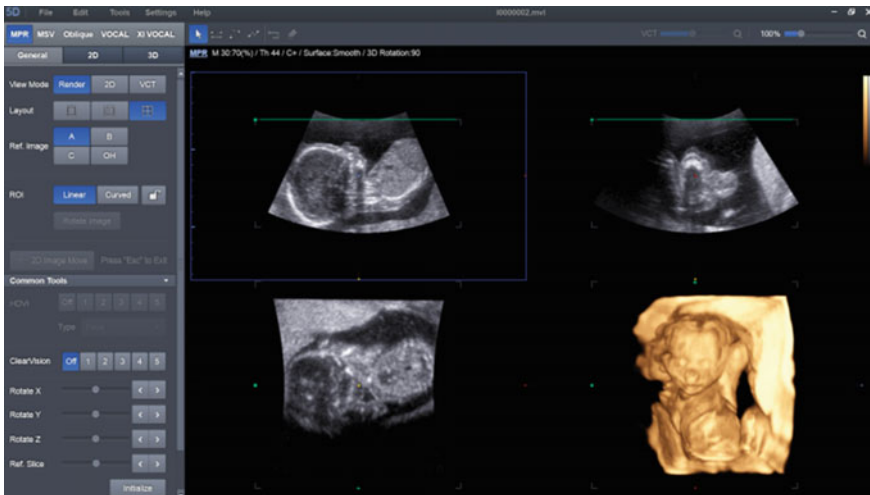 5D File Edit Tools Settings Help I0000002.mvl
MPR MSV Oblique VOCAL XI VOCAL
VCT 100%
General 2D 3D
MPR M 30:70(%) / Th 44 / C+ / Surface:Smooth / 3D Rotation:90
View Mode Render 2D VCT
Layout
Ref. Image A B
C OH
ROI Linear Curved
Rotate Image
3D Image Move Press "Esc" to Exit
Common Tools
HDVI Off 1 2 3 4 5
Type
ClearVision Off 1 2 3 4 5
Rotate X
Rotate Y
Rotate Z
Ref. Slice
Initialize